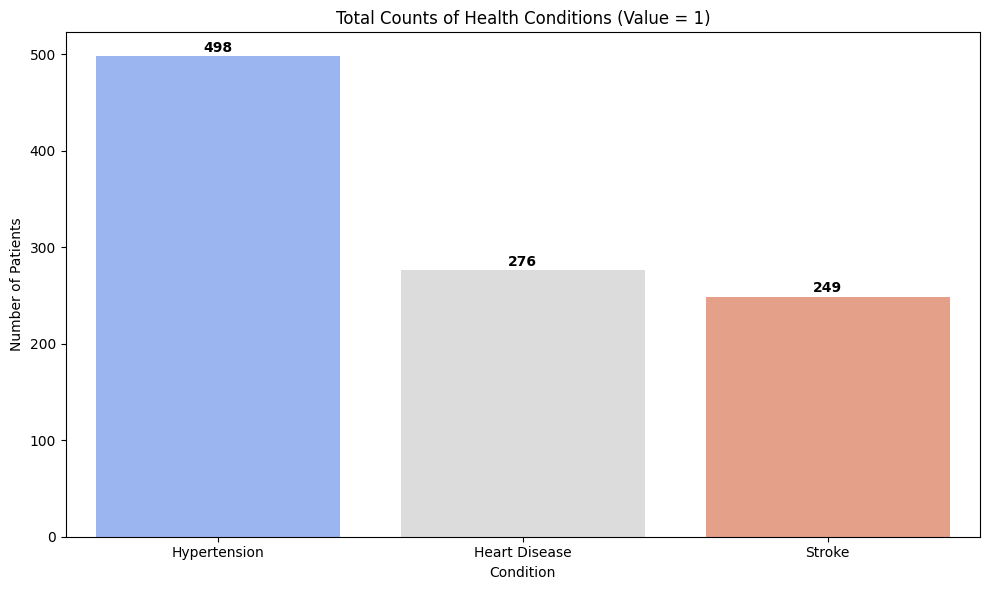 Total Counts of Health Conditions (Value = 1)
Number of Patients
500
400
300
200
100
0
498
276
249
Hypertension
Heart Disease
Stroke
Condition